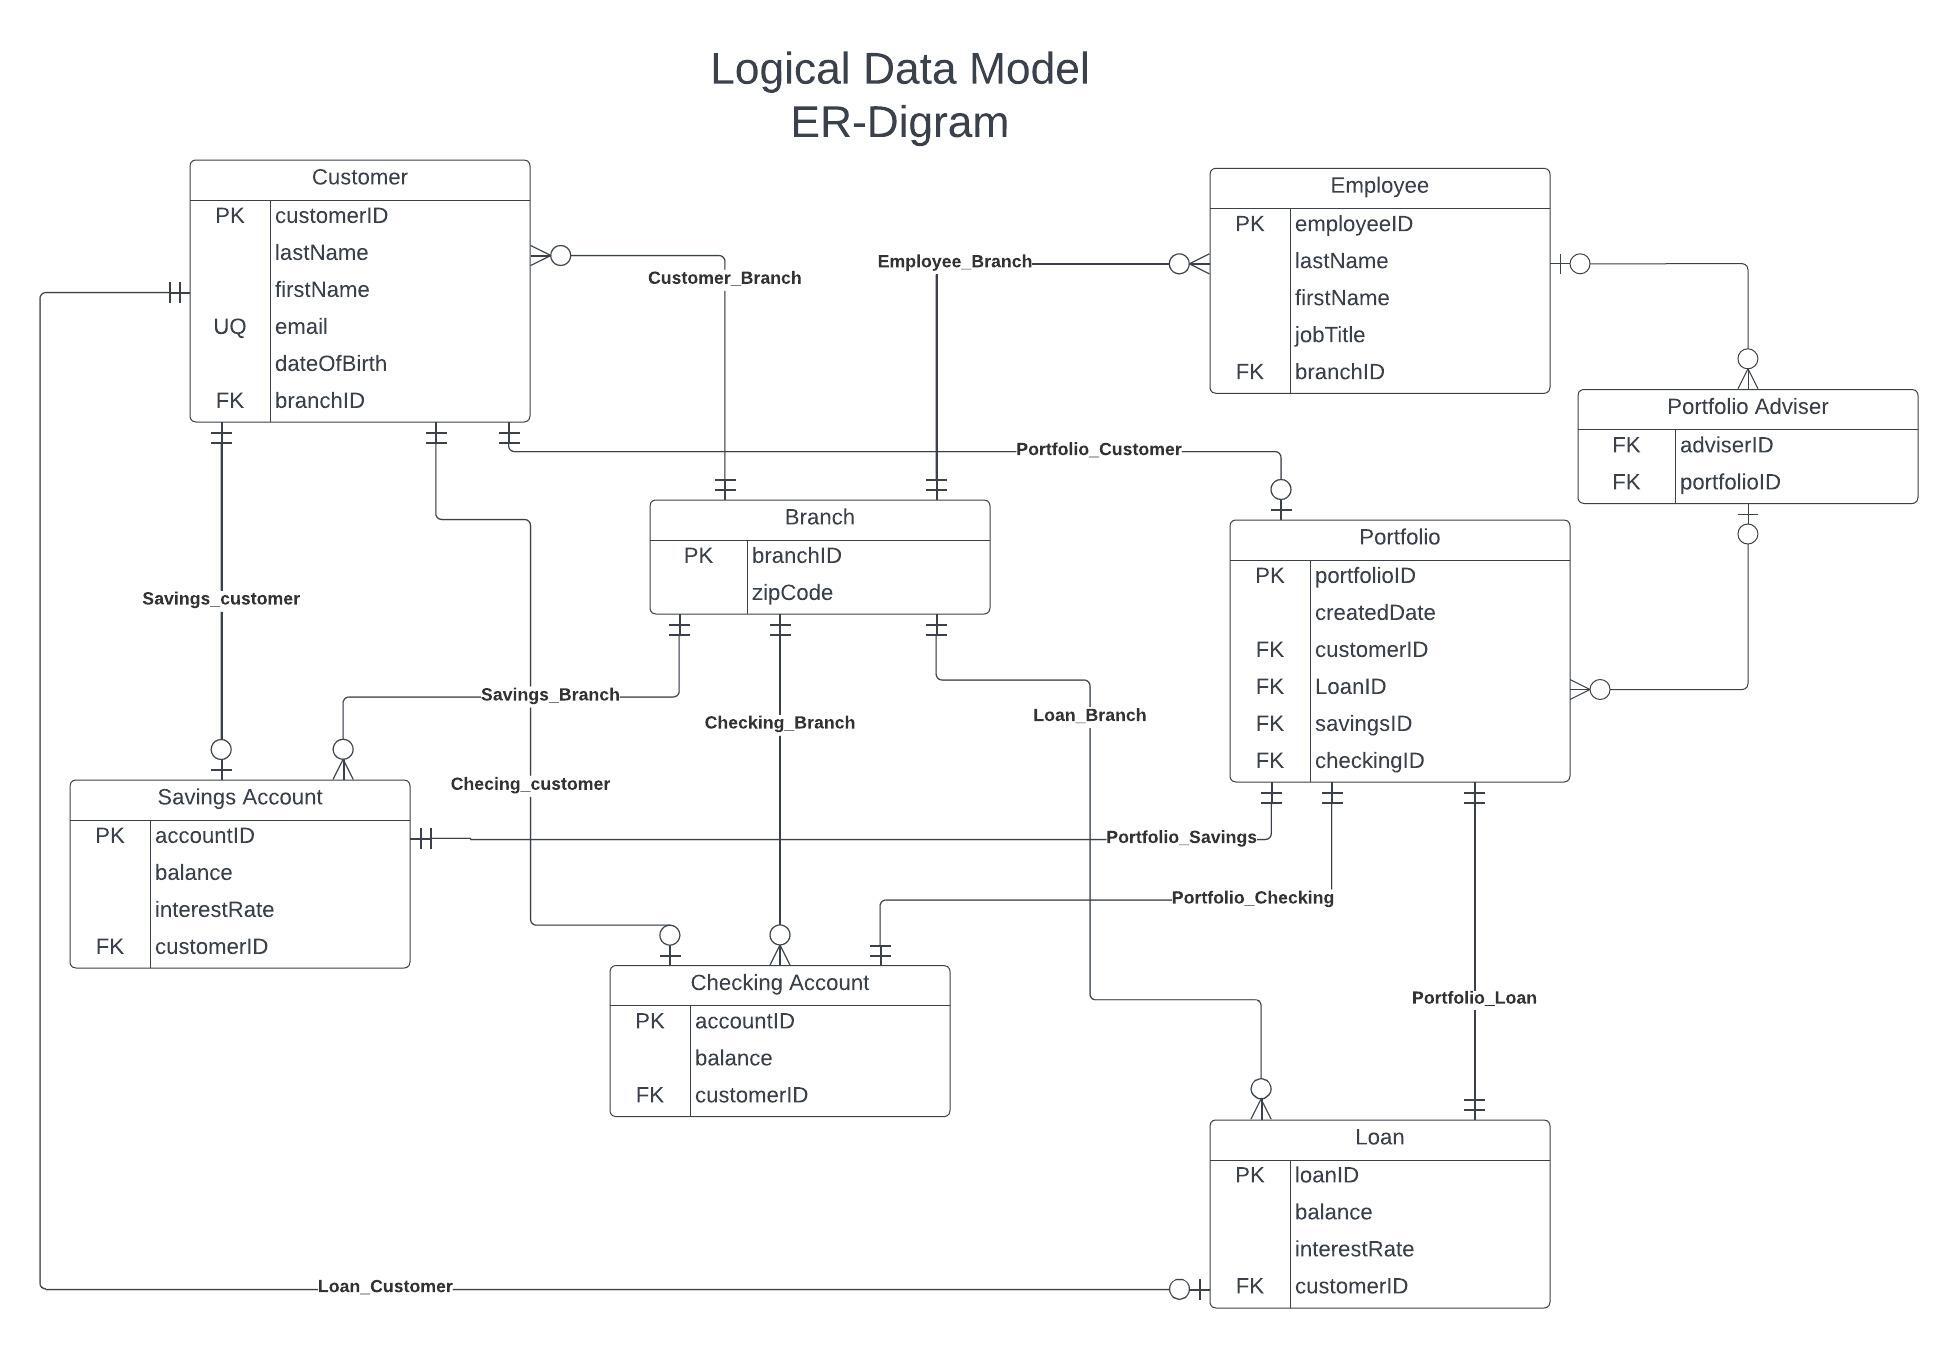 Logical Data Model
ER-Digram
Customer
PK customerID
lastName
firstName
UQ email
dateOfBirth
FK branchID
Employee
PK employeeID
lastName
firstName
jobTitle
FK branchID
Customer_Branch
Employee_Branch
Portfolio Adviser
FK adviserID
FK portfolioID
Portfolio_Customer
Branch
PK branchID
zipCode
Portfolio
PK portfolioID
createdDate
FK customerID
FK LoanID
FK savingsID
FK checkingID
Savings_customer
Savings_Branch
Checking_Branch
Loan_Branch
Checing_customer
Savings Account
PK accountID
balance
interestRate
FK customerID
Portfolio_Savings
Portfolio_Checking
Checking Account
PK accountID
balance
FK customerID
Portfolio_Loan
Loan
PK loanID
balance
interestRate
FK customerID
Loan_Customer